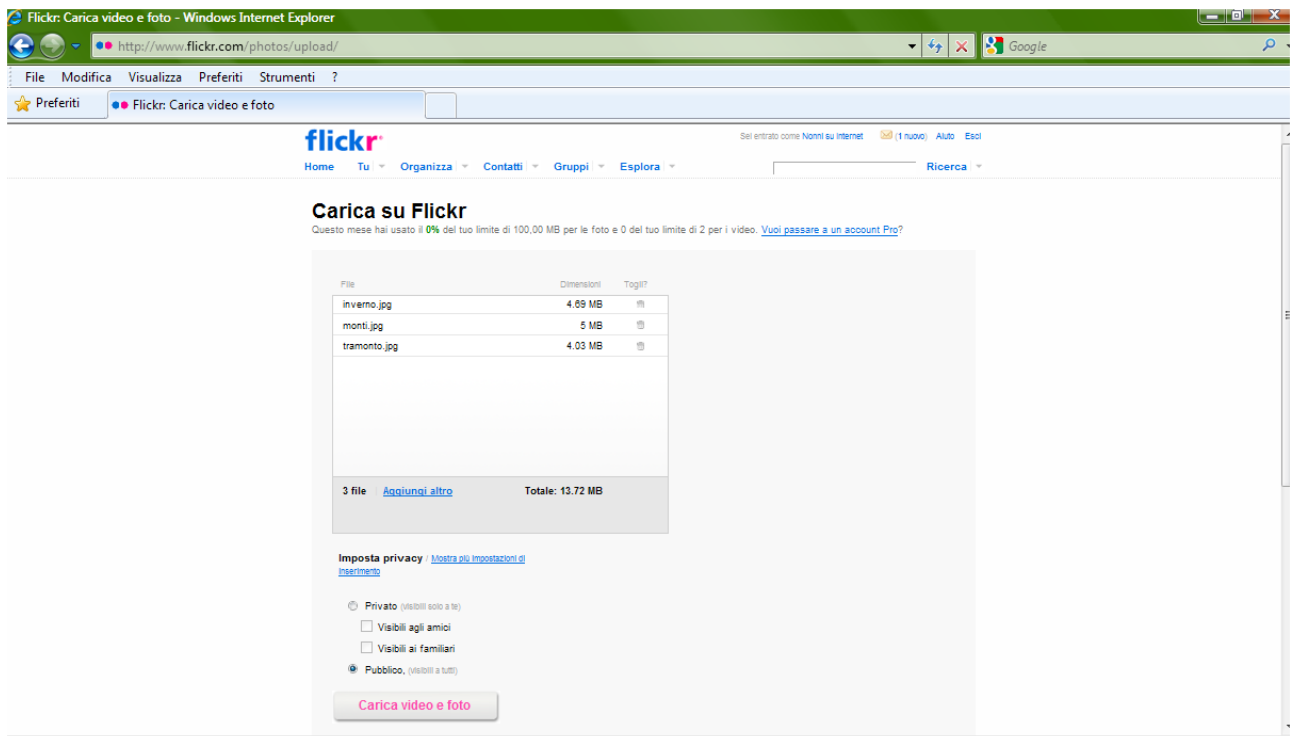 Flickr: Carica video e foto - Windows Internet Explorer
http://www.flickr.com/photos/upload/
Google
File Modifica Visualizza Preferiti Strumenti ?
Preferiti
Flickr: Carica video e foto
flickr
Sei entrato come Nonni su Internet (1 nuovo) Aiuto Esci
Home Tu Organizza Contatti Gruppi Esplora Ricerca
Carica su Flickr
Questo mese hai usato il 0% del tuo limite di 100,00 MB per le foto e 0 del tuo limite di 2 per i video. Vuoi passare a un account Pro?
File Dimensioni Togli?
inverno.jpg 4.69 MB
monti.jpg 5 MB
tramonto.jpg 4.03 MB
3 file Aggiungi altro Totale: 13.72 MB
Imposta privacy / Mostra più impostazioni di
inserimento
Privato (visibili solo a te)
Visibili agli amici
Visibili ai familiari
Pubblico, (visibili a tutti)
Carica video e foto